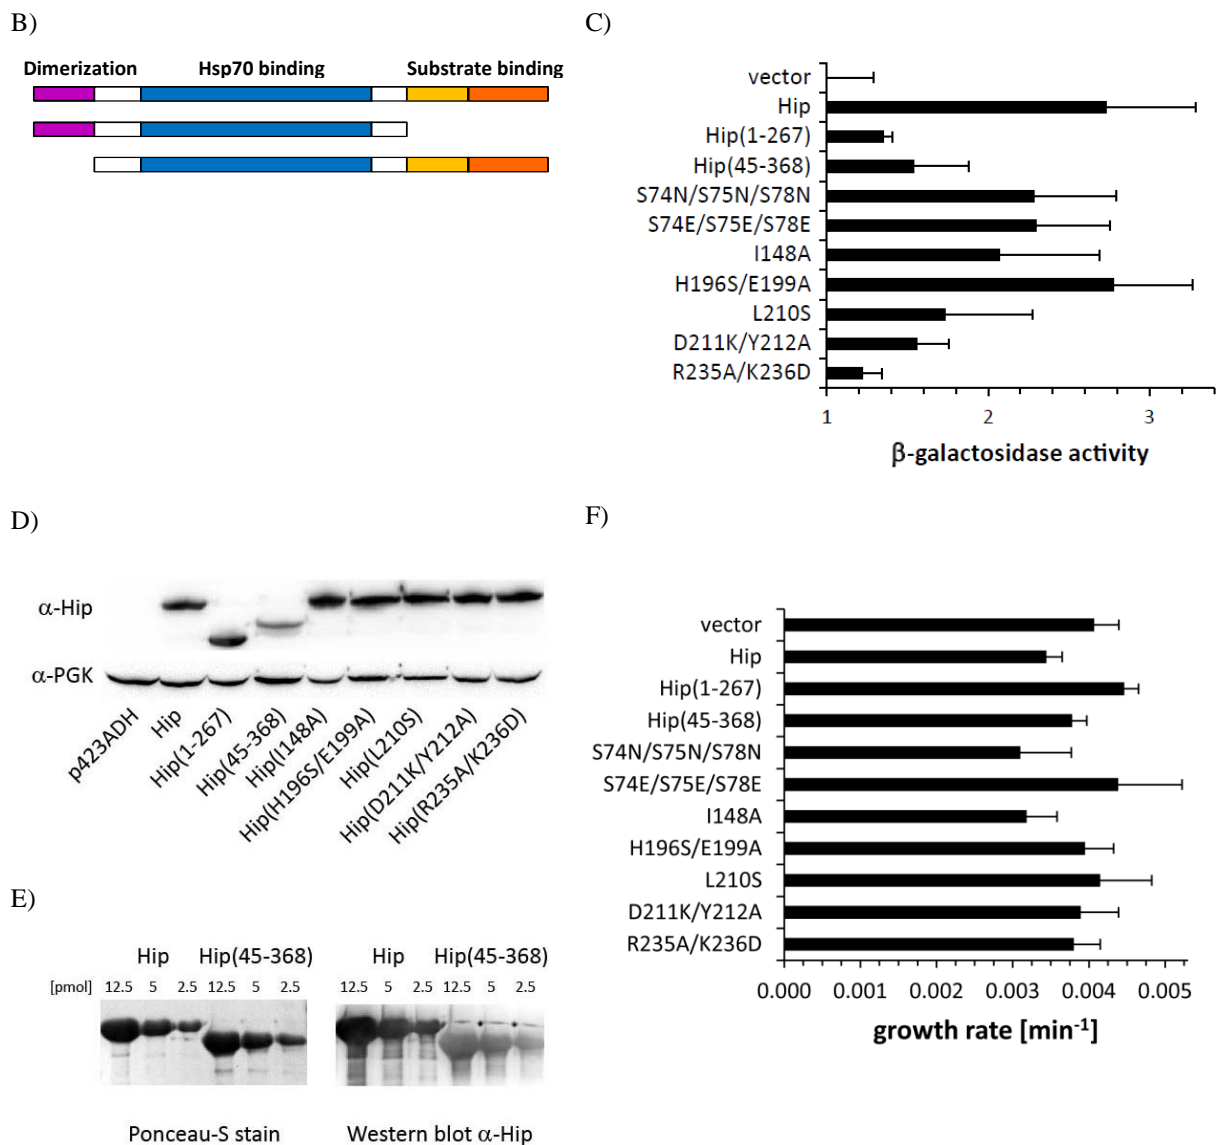 B)
Dimerization Hsp70 binding Substrate binding
C)
vector
Hip
Hip(1-267)
Hip(45-368)
S74N/S75N/S78N
S74E/S75E/S78E
I148A
H196S/E199A
L210S
D211K/Y212A
R235A/K236D
1 2 3
β-galactosidase activity
D)
α-Hip
α-PGK
p423ADH
Hip
Hip(1-267)
Hip(45-368)
Hip(I148A)
Hip(H196S/E199A)
Hip(L210S)
Hip(D211K/Y212A)
Hip(R235A/K236D)
E)
Hip Hip(45-368) Hip Hip(45-368)
[pmol] 12.5 5 2.5 12.5 5 2.5 12.5 5 2.5 12.5 5 2.5
Ponceau-S stain Western blot α-Hip
F)
vector
Hip
Hip(1-267)
Hip(45-368)
S74N/S75N/S78N
S74E/S75E/S78E
I148A
H196S/E199A
L210S
D211K/Y212A
R235A/K236D
0.000 0.001 0.002 0.003 0.004 0.005
growth rate [min⁻¹]